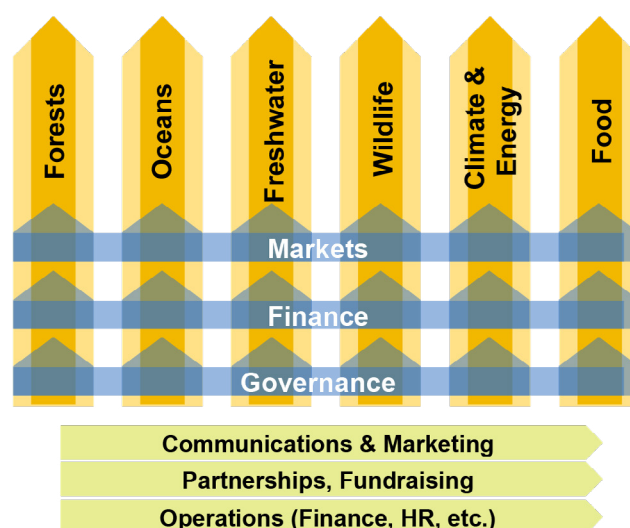 Forests
Oceans
Freshwater
Wildlife
Climate &
Energy
Food
Markets
Finance
Governance
Communications & Marketing
Partnerships, Fundraising
Operations (Finance, HR, etc.)